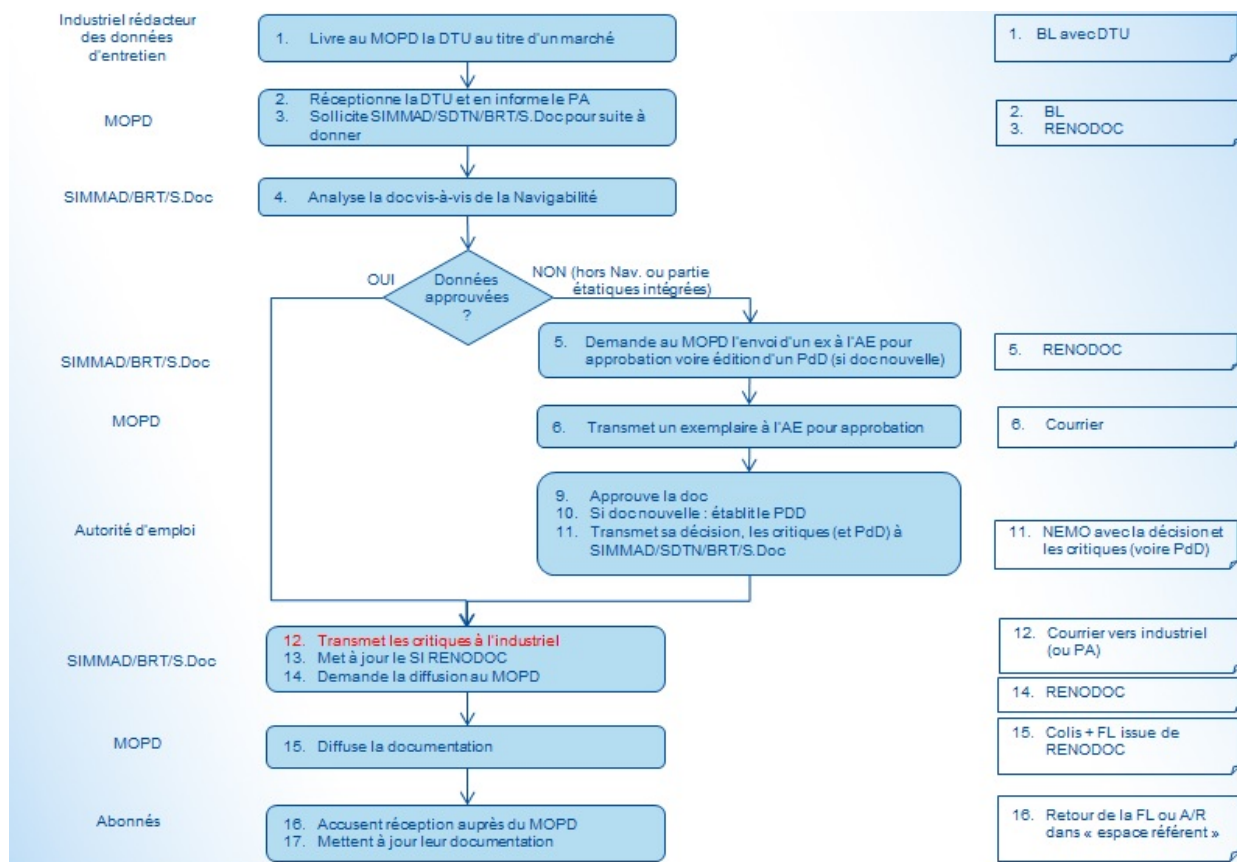 Industriel rédacteur
des données
d'entretien
1. Livre au MOPD la DTU au titre d'un marché
1. BL avec DTU
MOPD
2. Réceptionne la DTU et en informe le PA
3. Sollicite SIMMAD/SDTN/BRT/S.Doc pour suite à
donner
2. BL
3. RENODOC
SIMMAD/BRT/S.Doc
4. Analyse la doc vis-à-vis de la Navigabilité
OUI
Données
approuvées
?
NON (hors Nav. ou partie
étatiques intégrées)
SIMMAD/BRT/S.Doc
5. Demande au MOPD l'envoi d'un ex à l'AE pour
approbation voire édition d'un PdD (si doc nouvelle)
5. RENODOC
MOPD
6. Transmet un exemplaire à l'AE pour approbation
6. Courrier
Autorité d'emploi
9. Approuve la doc
10. Si doc nouvelle : établit le PDD
11. Transmet sa décision, les critiques (et PdD) à
SIMMAD/SDTN/BRT/S.Doc
11. NEMO avec la décision et
les critiques (voire PdD)
SIMMAD/BRT/S.Doc
12. Transmet les critiques à l'industriel
13. Met à jour le SI RENODOC
14. Demande la diffusion au MOPD
12. Courrier vers industriel
(ou PA)
14. RENODOC
MOPD
15. Diffuse la documentation
15. Colis + FL issue de
RENODOC
Abonnés
16. Accusent réception auprès du MOPD
17. Mettent à jour leur documentation
16. Retour de la FL ou A/R
dans « espace référent »